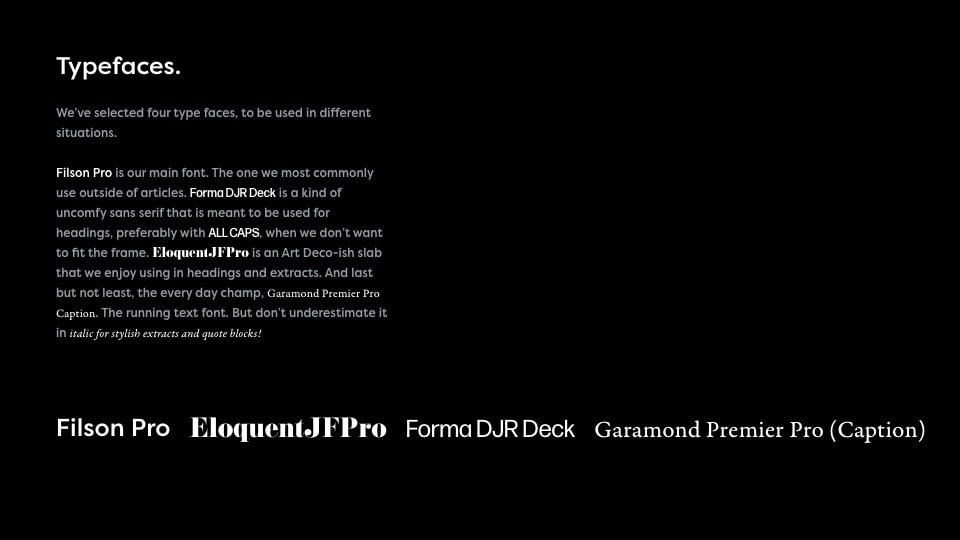 Typefaces.
We've selected four type faces, to be used in different
situations.
Filson Pro is our main font. The one we most commonly
use outside of articles. Forma DJR Deck is a kind of
uncomfy sans serif that is meant to be used for
headings, preferably with ALL CAPS, when we don't want
to fit the frame. EloquentJFPro is an Art Deco-ish slab
that we enjoy using in headings and extracts. And last
but not least, the every day champ, Garamond Premier Pro
Caption. The running text font. But don't underestimate it
in italic for stylish extracts and quote blocks!
Filson Pro EloquentJFPro Forma DJR Deck Garamond Premier Pro (Caption)